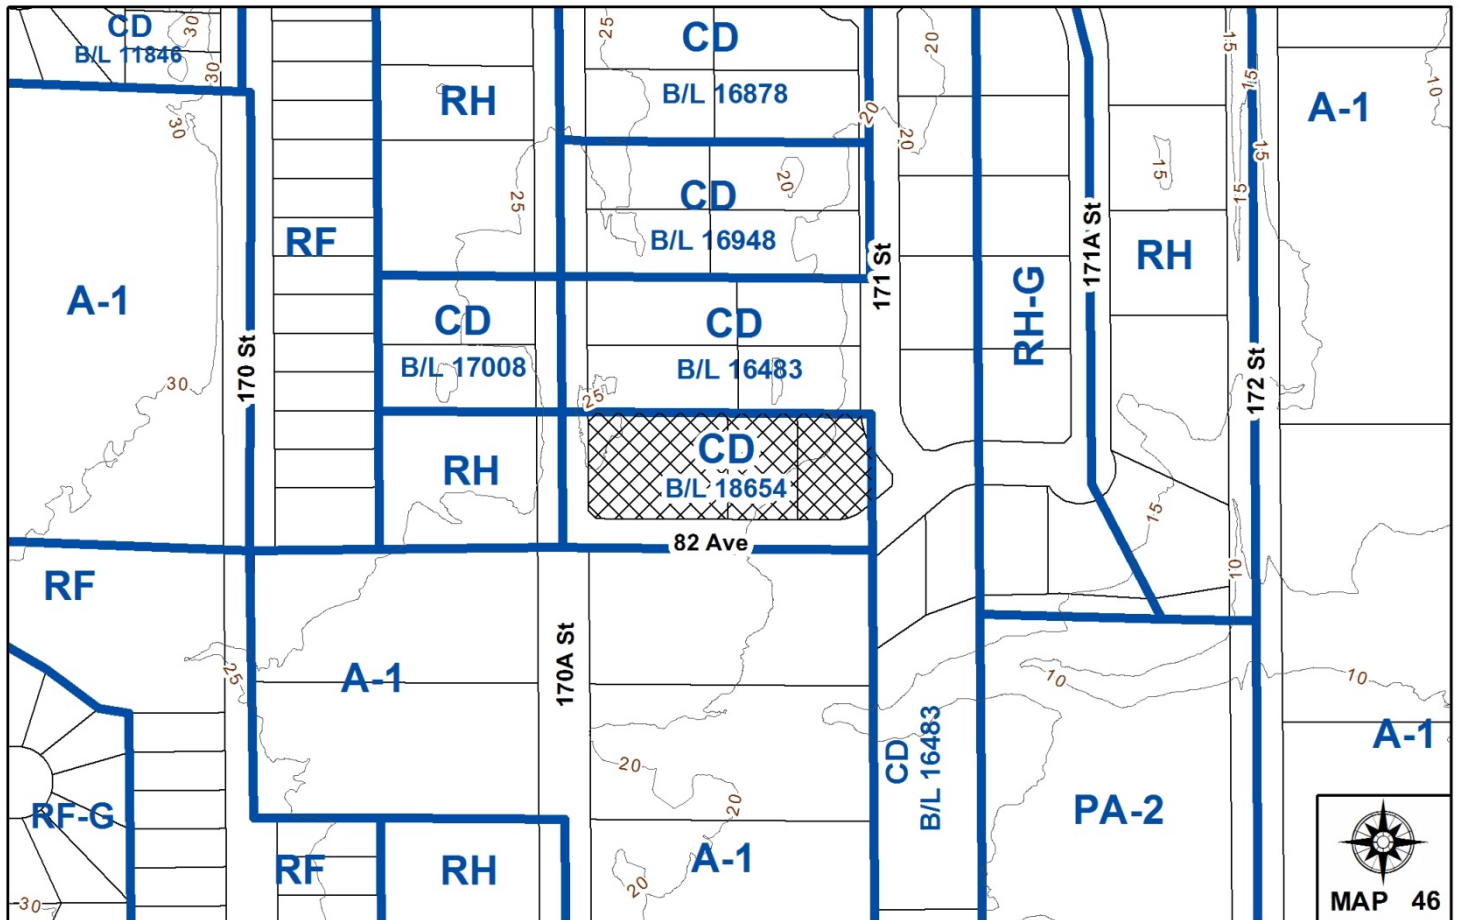 CD
B/L 11846
30
30
30
RF
A-1
30
170 St
RH
25
CD
B/L 17008
RH
25
CD
B/L 16878
20
CD
20
B/L 16948
CD
B/L 16483
25
CD
B/L 18654
82 Ave
171 St
20
20
RH-G
171A St
15
RH
15
15
15
15
172 St
A-1
10
15
10
RF
25
A-1
170A St
RF-G
30
RF
RH
20
20
20
A-1
CD
B/L 16483
10
PA-2
10
A-1
MAP 46